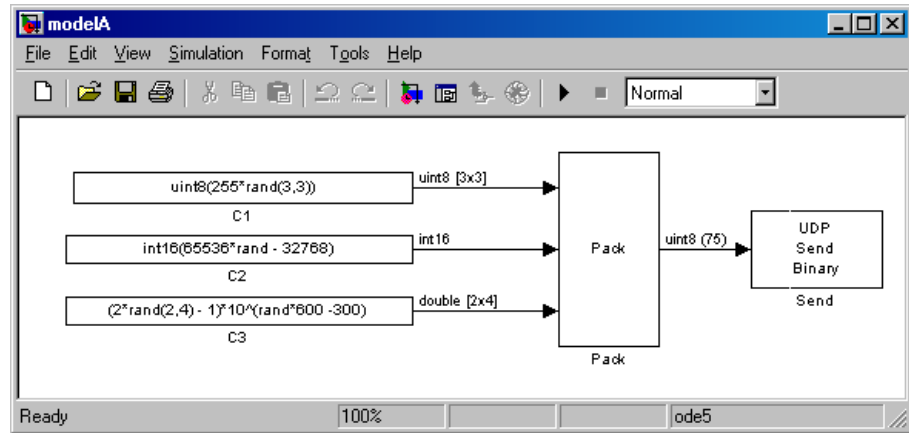 modelA
File Edit View Simulation Format Tools Help
Normal
uint8(255*rand(3,3))
uint8 [3x3]
C1
int16(65536*rand - 32768)
int16
C2
(2*rand(2,4) - 1)*10^(rand*600 -300)
double [2x4]
C3
Pack
Pack
uint8 (75)
UDP
Send
Binary
Send
Ready 100% ode5